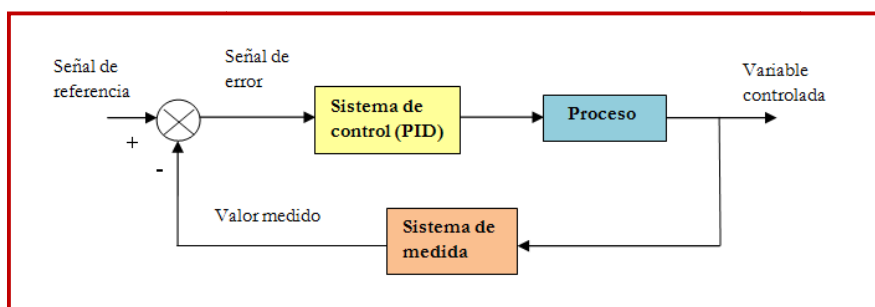 Señal de
referencia
Señal de
error
Sistema de
control (PID)
Proceso
Variable
controlada
+
-
Valor medido
Sistema de
medida